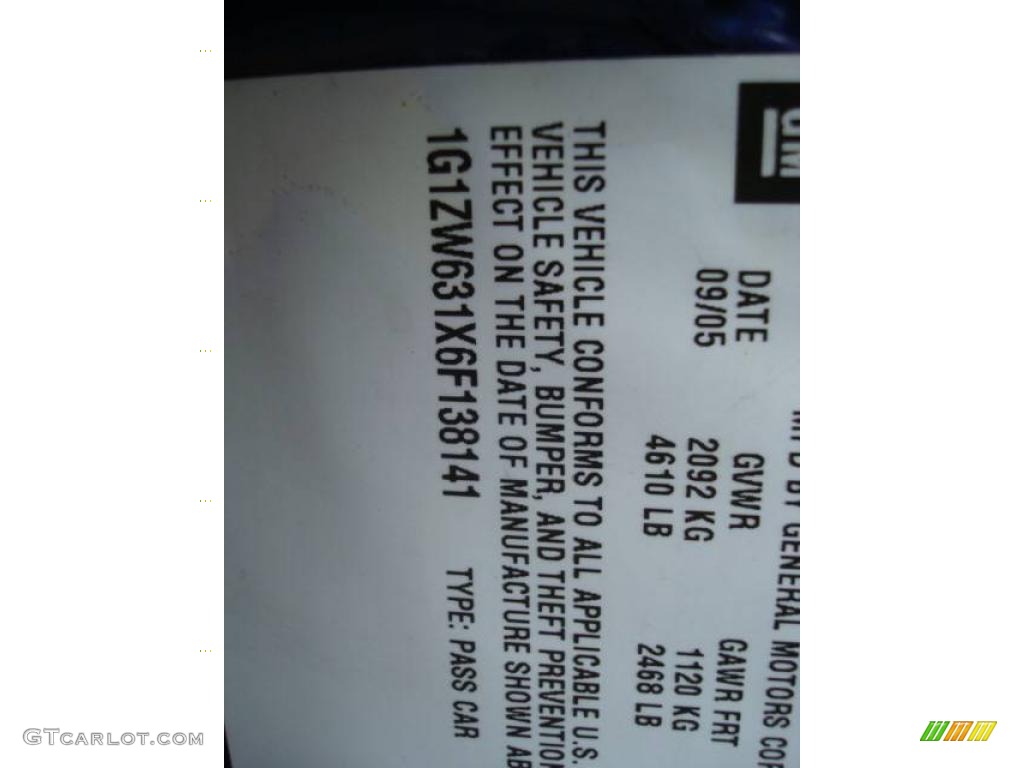 GM
MFD BY GENERAL MOTORS COR
DATE GVWR GAWR FRT
09/05 2092 KG 1120 KG
4610 LB 2468 LB
THIS VEHICLE CONFORMS TO ALL APPLICABLE U.S.
VEHICLE SAFETY, BUMPER, AND THEFT PREVENTION
EFFECT ON THE DATE OF MANUFACTURE SHOWN AB
1G1ZW631X6F138141 TYPE: PASS CAR
GTCARLOT.COM